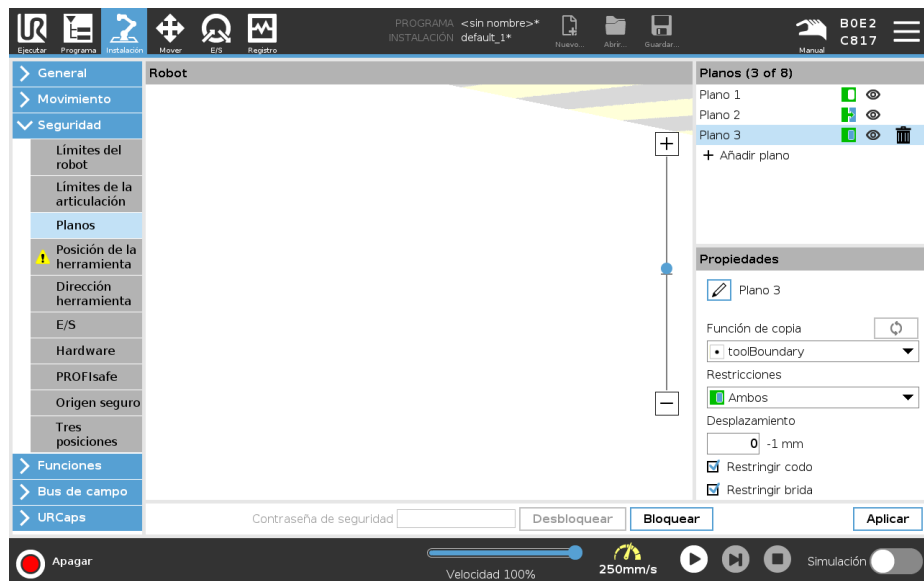 PROGRAMA <sin nombre>*
INSTALACIÓN default_1*
Ejecutar Programa Instalación Mover E/S Registro
Nuevo... Abrir... Guardar...
Manual
B0E2
C817
General
Movimiento
Seguridad
Límites del
robot
Límites de la
articulación
Planos
Posición de la
herramienta
Dirección
herramienta
E/S
Hardware
PROFIsafe
Origen seguro
Tres
posiciones
Funciones
Bus de campo
URCaps
Robot
Planos (3 of 8)
Plano 1
Plano 2
Plano 3
+ Añadir plano
Propiedades
Plano 3
Función de copia
toolBoundary
Restricciones
Ambos
Desplazamiento
0 -1 mm
Restringir codo
Restringir brida
Contraseña de seguridad Desbloquear Bloquear Aplicar
Apagar
Velocidad 100%
250mm/s
Simulación